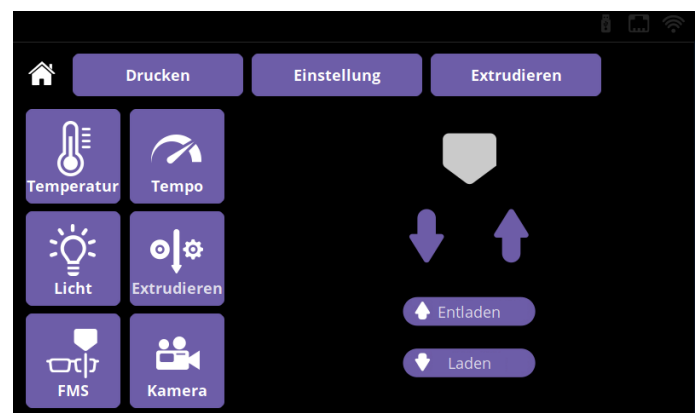 Drucken
Einstellung
Extrudieren
Temperatur
Tempo
Licht
Extrudieren
FMS
Kamera
Entladen
Laden